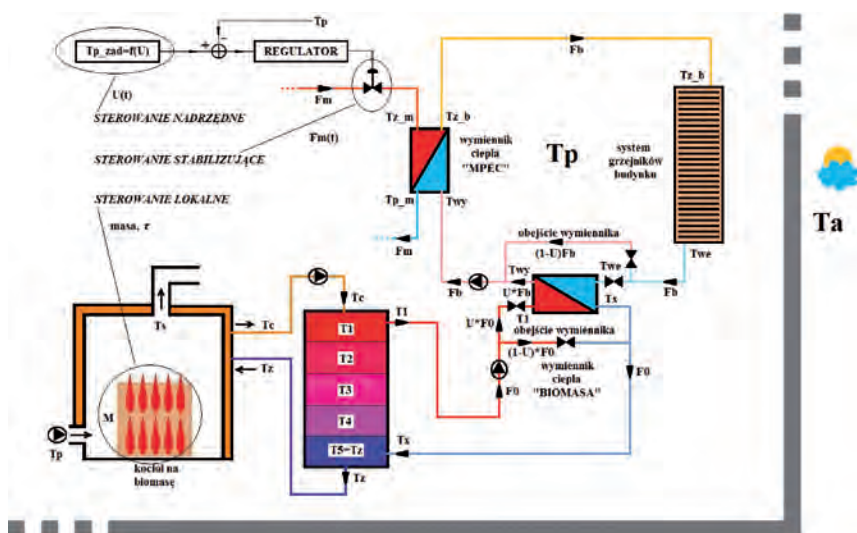 Tp_zad=f(U)
+
-
Tp
REGULATOR
U(t)
STEROWANIE NADRZĘDNE
STEROWANIE STABILIZUJĄCE
STEROWANIE LOKALNE
masa, τ
Fm
Fm(t)
Tz_m
Tz_b
wymiennik
ciepła
"MPEC"
Tp_m
Twy
Fm
Fb
Tz_b
system
grzejników
budynku
Tp
Ta
Twe
obejście wymiennika
(1-U)Fb
Fb
Twy
Twe
Fb
U*Fb
T1
Tx
U*F0
obejście wymiennika
(1-U)*F0
wymiennik
ciepła
"BIOMASA"
F0
F0
Ts
Tc
Tz
Tc
T1
T1
T2
T3
T4
T5=Tz
Tx
Tz
M
Tp
kocioł na
biomasę